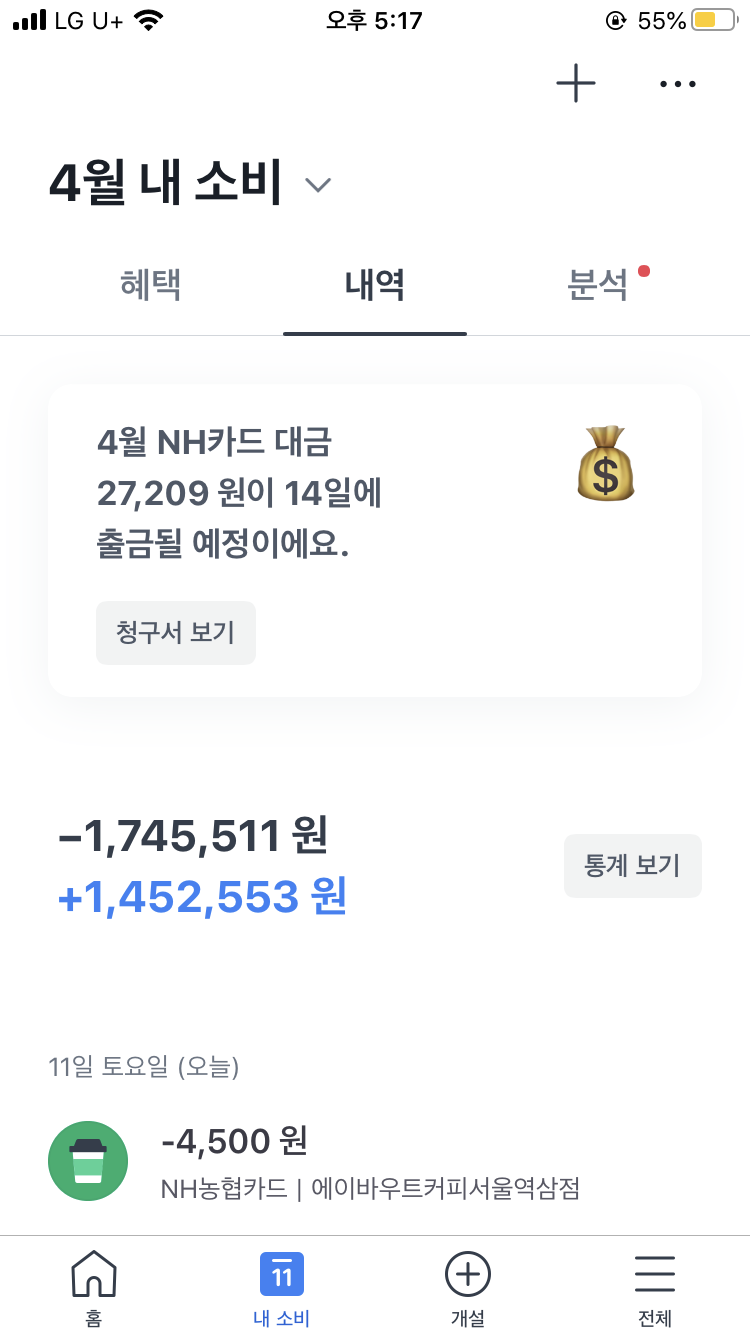 LG U+ 오후 5:17 55%
4월 내 소비
혜택 내역 분석
4월 NH카드 대금
27,209 원이 14일에
출금될 예정이에요.
$
청구서 보기
–1,745,511 원
+1,452,553 원
통계 보기
11일 토요일 (오늘)
-4,500 원
NH농협카드 | 에이바우트커피서울역삼점
11
홈 내 소비 개설 전체